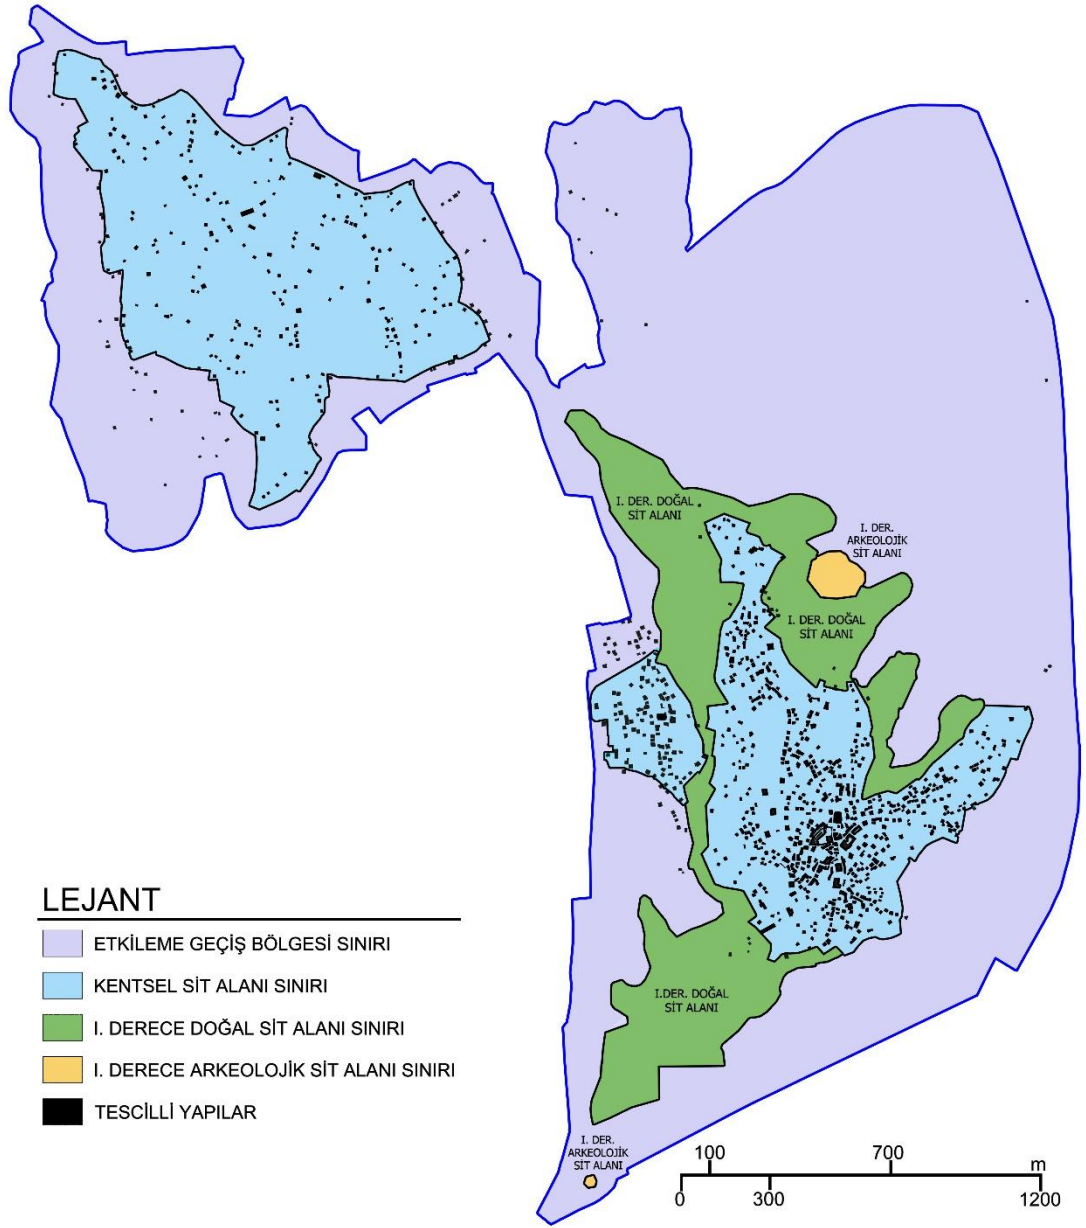 I. DER. DOĞAL
SİT ALANI
I. DER.
ARKEOLOJİK
SİT ALANI
I. DER. DOĞAL
SİT ALANI
LEJANT
ETKİLEME GEÇİŞ BÖLGESİ SINIRI
KENTSEL SİT ALANI SINIRI
I. DERECE DOĞAL SİT ALANI SINIRI
I. DERECE ARKEOLOJİK SİT ALANI SINIRI
TESCİLLİ YAPILAR
I.DER. DOĞAL
SİT ALANI
I. DER.
ARKEOLOJİK
SİT ALANI
100 700 m
0 300 1200